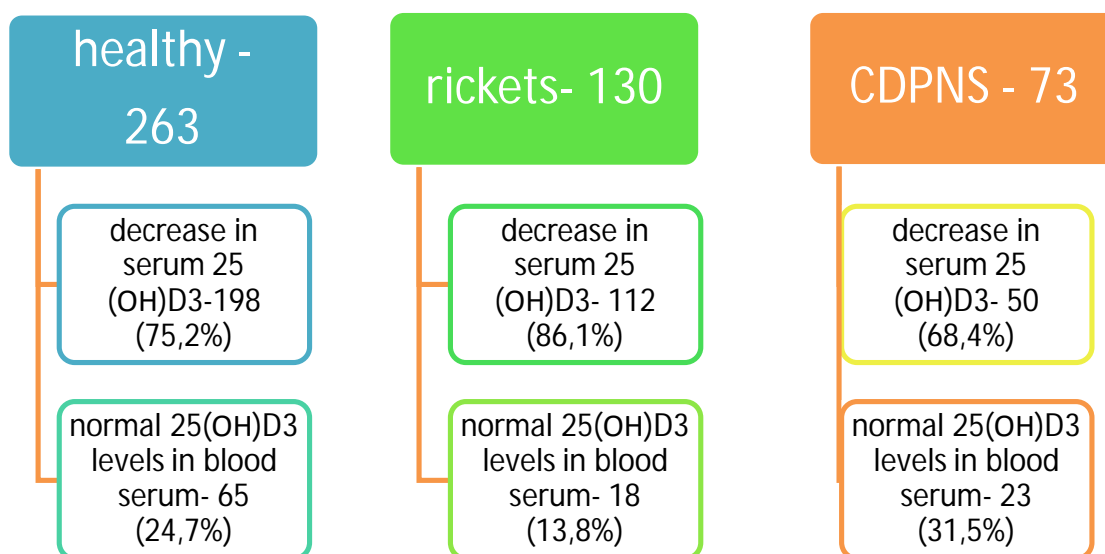 healthy -
263
decrease in
serum 25
(OH)D3-198
(75,2%)
normal 25(OH)D3
levels in blood
serum- 65
(24,7%)
rickets- 130
decrease in
serum 25
(OH)D3- 112
(86,1%)
normal 25(OH)D3
levels in blood
serum- 18
(13,8%)
CDPNS - 73
decrease in
serum 25
(OH)D3- 50
(68,4%)
normal 25(OH)D3
levels in blood
serum- 23
(31,5%)